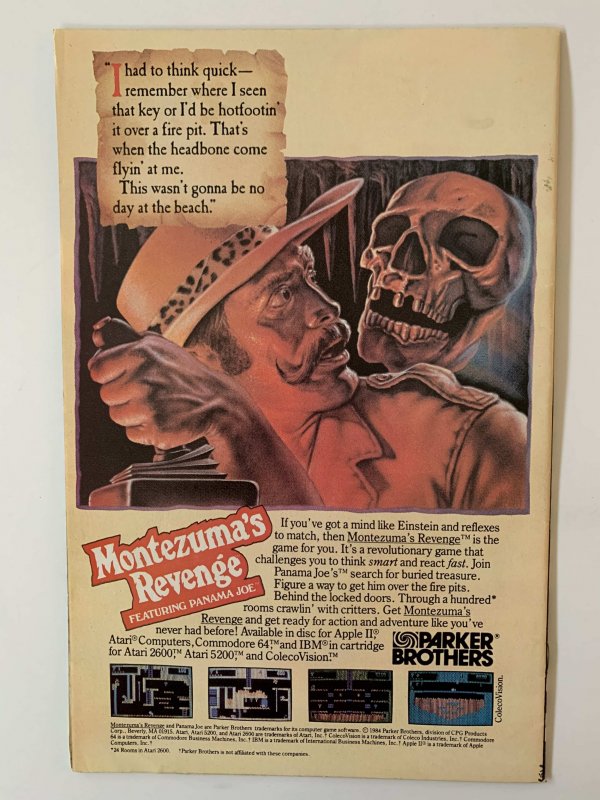 "I had to think quick—
remember where I seen
that key or I'd be hotfootin'
it over a fire pit. That's
when the headbone come
flyin' at me.
This wasn't gonna be no
day at the beach."
Montezuma's
Revenge
FEATURING PANAMA JOE™
If you've got a mind like Einstein and reflexes
to match, then Montezuma's Revenge™ is the
game for you. It's a revolutionary game that
challenges you to think smart and react fast. Join
Panama Joe's™ search for buried treasure.
Figure a way to get him over the fire pits.
Behind the locked doors. Through a hundred*
rooms crawlin' with critters. Get Montezuma's
Revenge and get ready for action and adventure like you've
never had before! Available in disc for Apple II,®
Atari® Computers, Commodore 64,™ and IBM® in cartridge
for Atari 2600,™ Atari 5200,™ and ColecoVision.™
PARKER
BROTHERS®
ColecoVision.
Montezuma's Revenge and Panama Joe are Parker Brothers trademarks for its computer game software. © 1984 Parker Brothers, division of CPG Products
Corp., Beverly, MA 01915. Atari, Atari 5200, and Atari 2600 are trademarks of Atari, Inc.† ColecoVision is a trademark of Coleco Industries, Inc.† Commodore
64 is a trademark of Commodore Business Machines, Inc.† IBM is a trademark of International Business Machines, Inc.† Apple II® is a trademark of Apple
Computers, Inc.†
*24 Rooms in Atari 2600. †Parker Brothers is not affiliated with these companies.